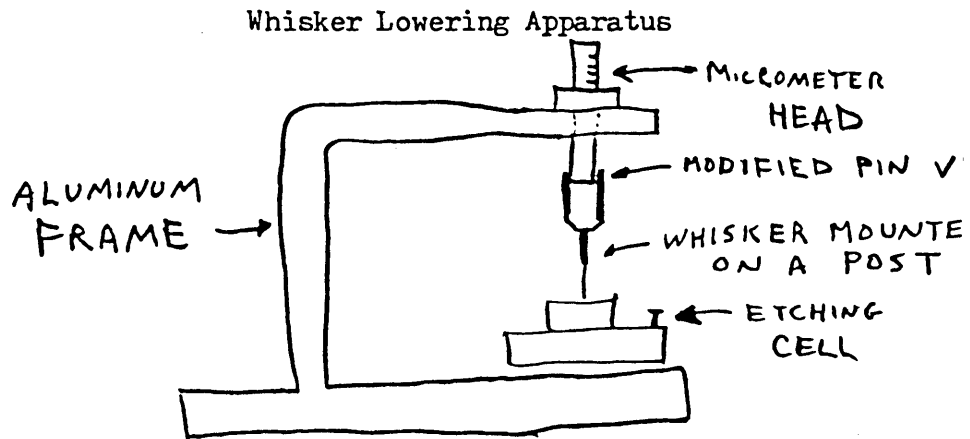 Whisker Lowering Apparatus
MICROMETER
HEAD
MODIFIED PIN V
ALUMINUM
FRAME
WHISKER MOUNTE
ON A POST
ETCHING
CELL